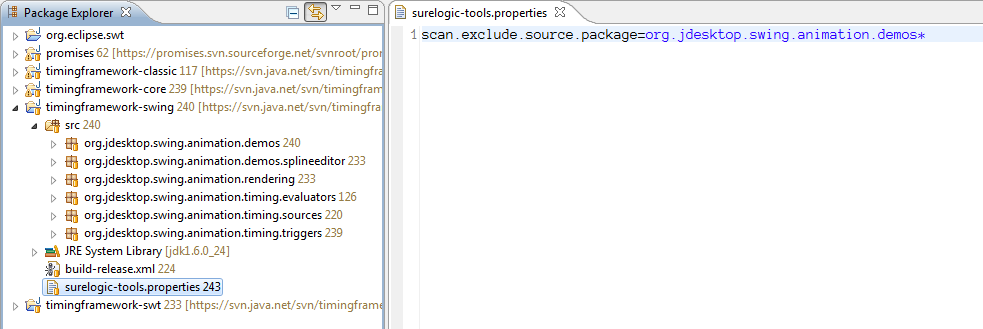 Package Explorer
org.eclipse.swt
promises 62 [https://promises.svn.sourceforge.net/svnroot/pro
timingframework-classic 117 [https://svn.java.net/svn/timingfra
timingframework-core 239 [https://svn.java.net/svn/timingframe
timingframework-swing 240 [https://svn.java.net/svn/timingfra
src 240
org.jdesktop.swing.animation.demos 240
org.jdesktop.swing.animation.demos.splineeditor 233
org.jdesktop.swing.animation.rendering 233
org.jdesktop.swing.animation.timing.evaluators 126
org.jdesktop.swing.animation.timing.sources 220
org.jdesktop.swing.animation.timing.triggers 239
JRE System Library [jdk1.6.0_24]
build-release.xml 224
surelogic-tools.properties 243
timingframework-swt 233 [https://svn.java.net/svn/timingframe
surelogic-tools.properties
1 scan.exclude.source.package=org.jdesktop.swing.animation.demos*